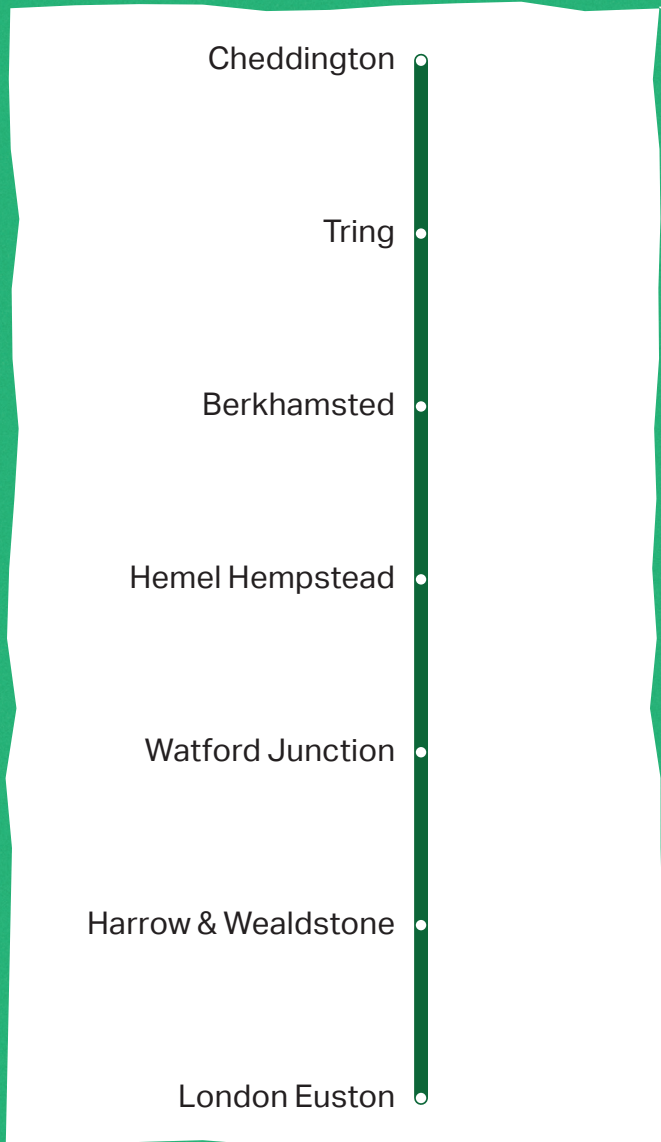 Cheddington
Tring
Berkhamsted
Hemel Hempstead
Watford Junction
Harrow & Wealdstone
London Euston